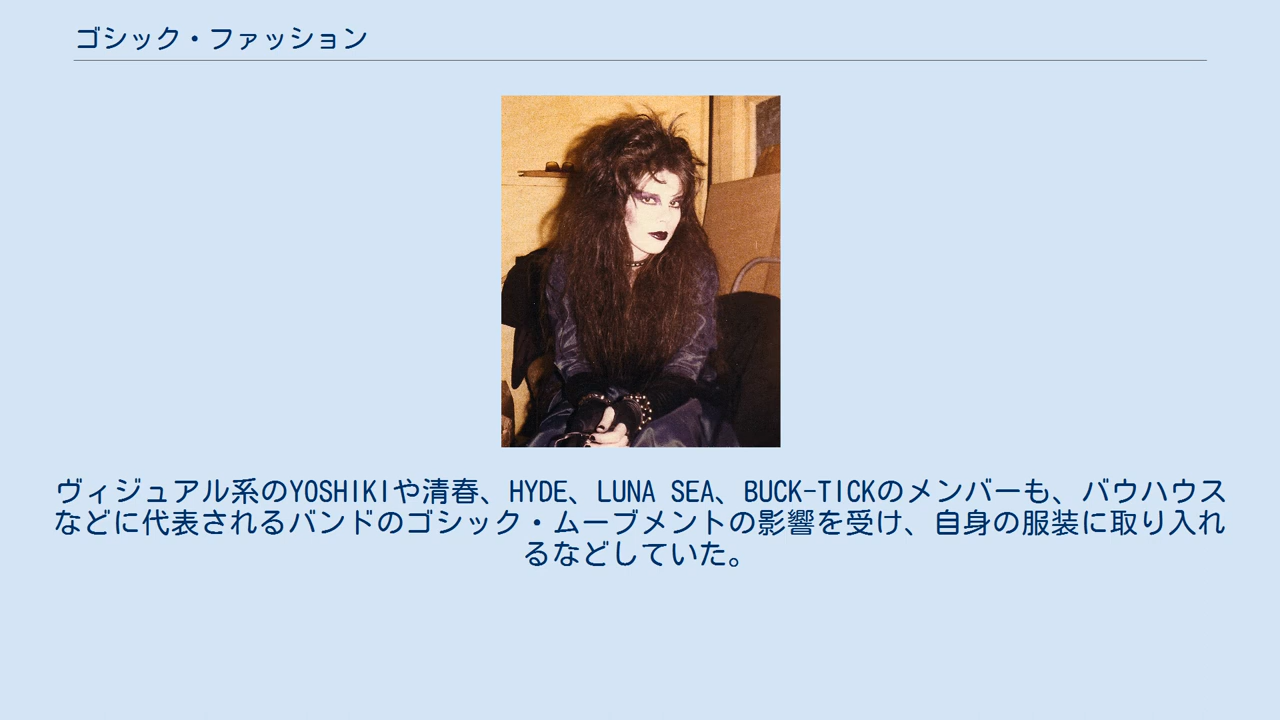 ゴシック・ファッション
ヴィジュアル系のYOSHIKIや清春、HYDE、LUNA SEA、BUCK-TICKのメンバーも、バウハウス
などに代表されるバンドのゴシック・ムーブメントの影響を受け、自身の服装に取り入れ
るなどしていた。